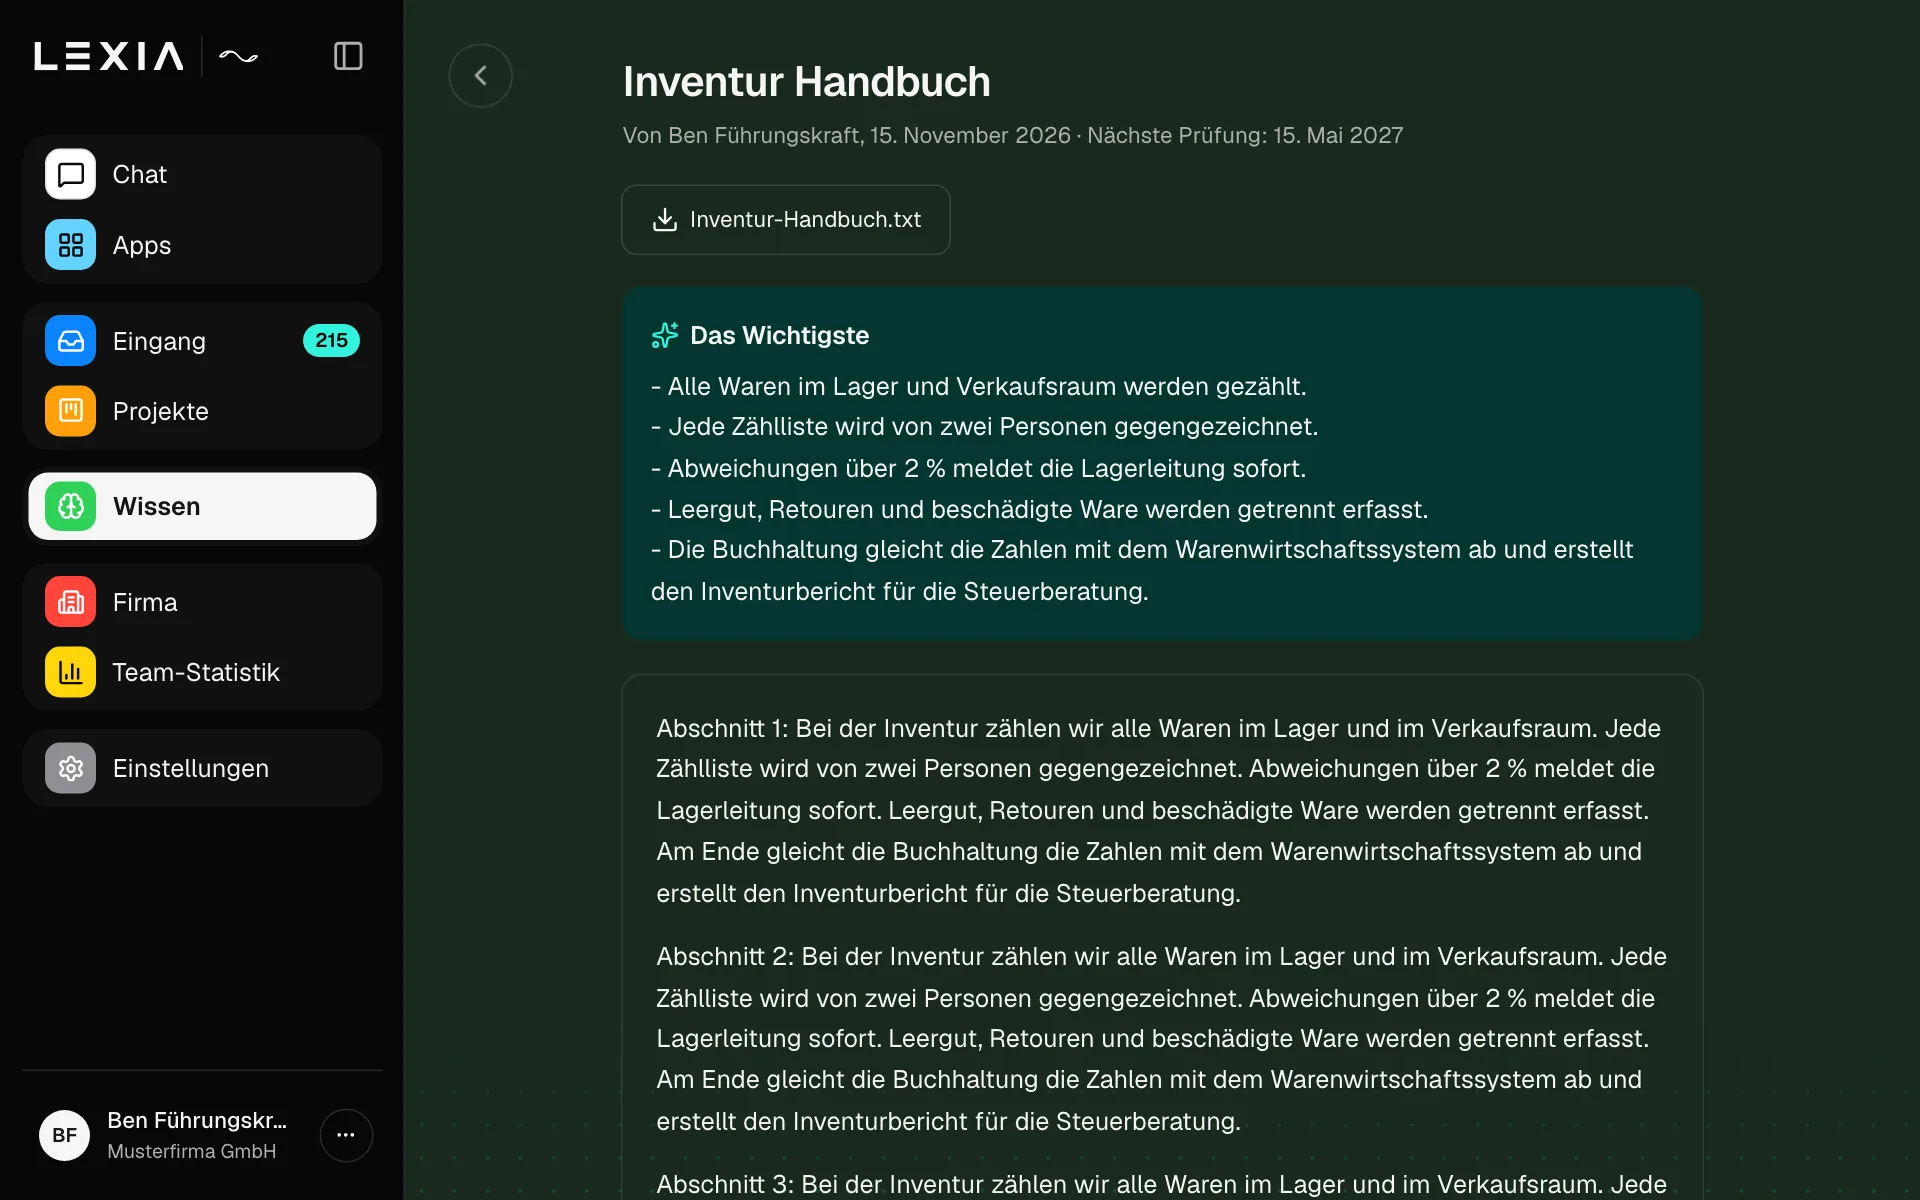 LEXIA
Chat
Apps
Eingang 215
Projekte
Wissen
Firma
Team-Statistik
Einstellungen
BF
Ben Führungskr...
Musterfirma GmbH
Inventur Handbuch
Von Ben Führungskraft, 15. November 2026 · Nächste Prüfung: 15. Mai 2027
Inventur-Handbuch.txt
Das Wichtigste
- Alle Waren im Lager und Verkaufsraum werden gezählt.
- Jede Zählliste wird von zwei Personen gegengezeichnet.
- Abweichungen über 2 % meldet die Lagerleitung sofort.
- Leergut, Retouren und beschädigte Ware werden getrennt erfasst.
- Die Buchhaltung gleicht die Zahlen mit dem Warenwirtschaftssystem ab und erstellt
den Inventurbericht für die Steuerberatung.
Abschnitt 1: Bei der Inventur zählen wir alle Waren im Lager und im Verkaufsraum. Jede
Zählliste wird von zwei Personen gegengezeichnet. Abweichungen über 2 % meldet die
Lagerleitung sofort. Leergut, Retouren und beschädigte Ware werden getrennt erfasst.
Am Ende gleicht die Buchhaltung die Zahlen mit dem Warenwirtschaftssystem ab und
erstellt den Inventurbericht für die Steuerberatung.
Abschnitt 2: Bei der Inventur zählen wir alle Waren im Lager und im Verkaufsraum. Jede
Zählliste wird von zwei Personen gegengezeichnet. Abweichungen über 2 % meldet die
Lagerleitung sofort. Leergut, Retouren und beschädigte Ware werden getrennt erfasst.
Am Ende gleicht die Buchhaltung die Zahlen mit dem Warenwirtschaftssystem ab und
erstellt den Inventurbericht für die Steuerberatung.
Abschnitt 3: Bei der Inventur zählen wir alle Waren im Lager und im Verkaufsraum. Jede